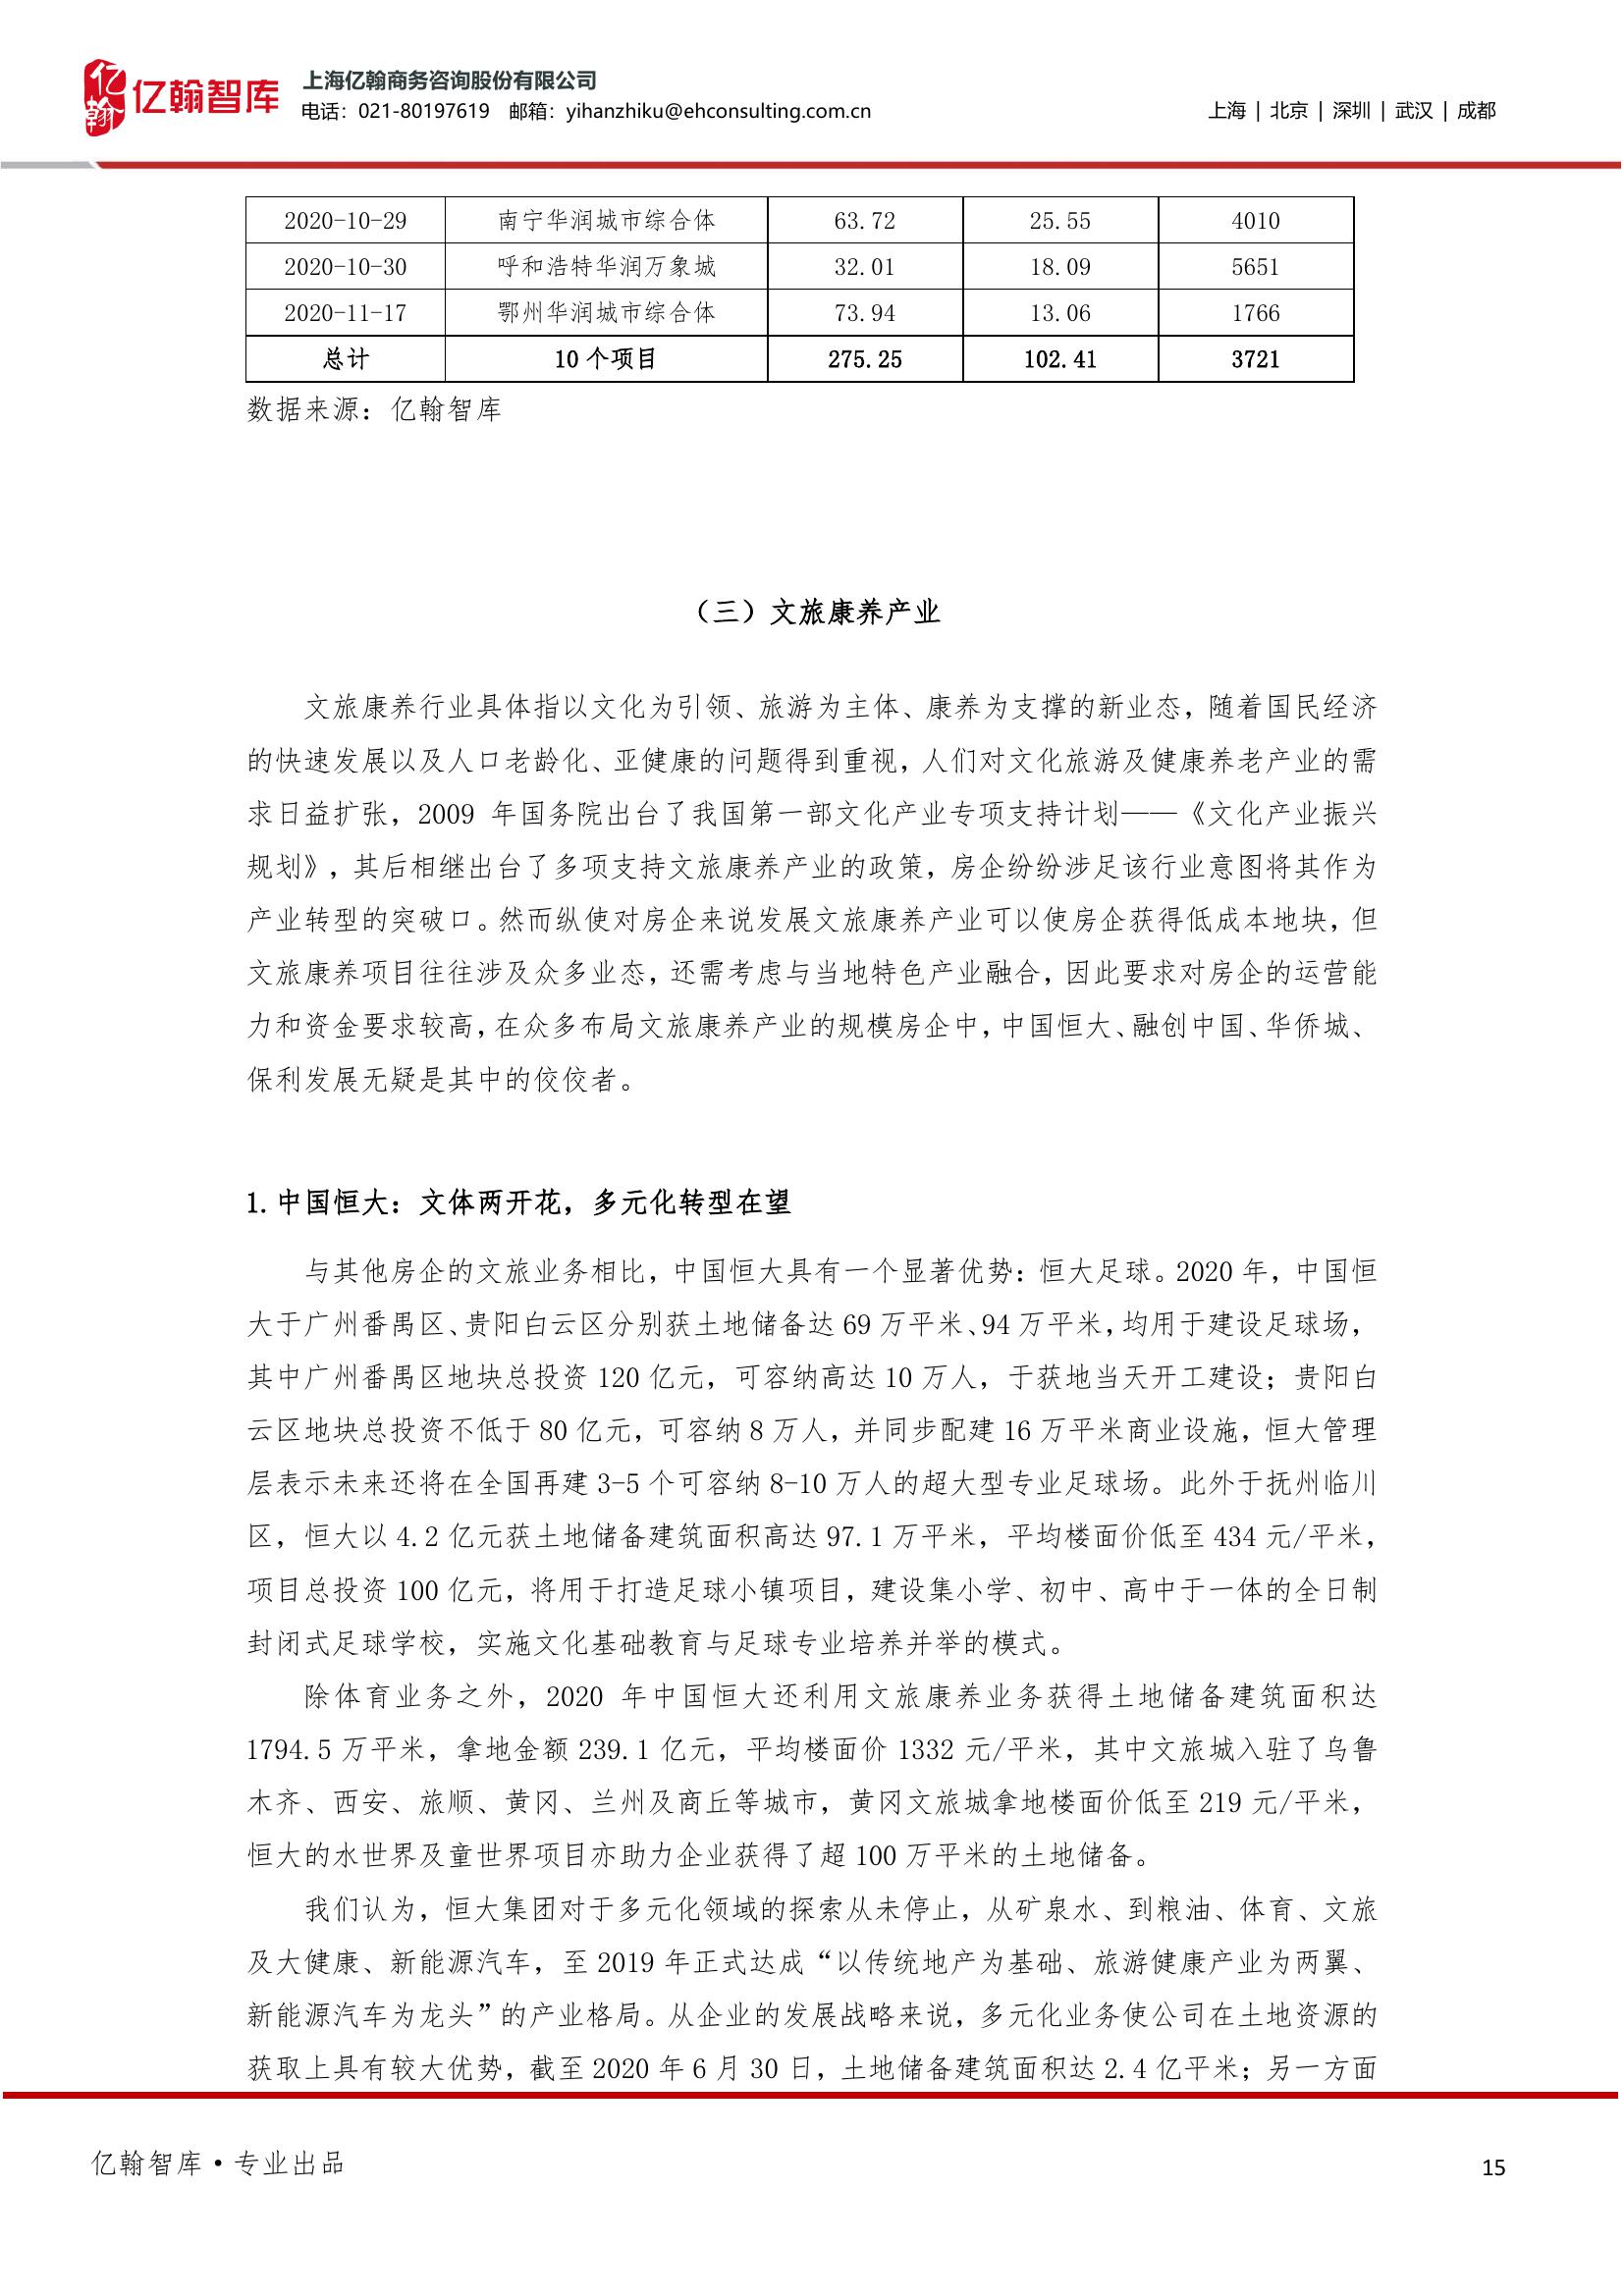 亿翰
亿翰智库
上海亿翰商务咨询股份有限公司
电话：021-80197619 邮箱：yihanzhiku@ehconsulting.com.cn
上海 | 北京 | 深圳 | 武汉 | 成都
2020-10-29 南宁华润城市综合体 63.72 25.55 4010
2020-10-30 呼和浩特华润万象城 32.01 18.09 5651
2020-11-17 鄂州华润城市综合体 73.94 13.06 1766
总计 10 个项目 275.25 102.41 3721
数据来源：亿翰智库
（三）文旅康养产业
文旅康养行业具体指以文化为引领、旅游为主体、康养为支撑的新业态，随着国民经济
的快速发展以及人口老龄化、亚健康的问题得到重视，人们对文化旅游及健康养老产业的需
求日益扩张，2009 年国务院出台了我国第一部文化产业专项支持计划——《文化产业振兴
规划》，其后相继出台了多项支持文旅康养产业的政策，房企纷纷涉足该行业意图将其作为
产业转型的突破口。然而纵使对房企来说发展文旅康养产业可以使房企获得低成本地块，但
文旅康养项目往往涉及众多业态，还需考虑与当地特色产业融合，因此要求对房企的运营能
力和资金要求较高，在众多布局文旅康养产业的规模房企中，中国恒大、融创中国、华侨城、
保利发展无疑是其中的佼佼者。
1.中国恒大：文体两开花，多元化转型在望
与其他房企的文旅业务相比，中国恒大具有一个显著优势：恒大足球。2020 年，中国恒
大于广州番禺区、贵阳白云区分别获土地储备达 69 万平米、94 万平米，均用于建设足球场，
其中广州番禺区地块总投资 120 亿元，可容纳高达 10 万人，于获地当天开工建设；贵阳白
云区地块总投资不低于 80 亿元，可容纳 8 万人，并同步配建 16 万平米商业设施，恒大管理
层表示未来还将在全国再建 3-5 个可容纳 8-10 万人的超大型专业足球场。此外于抚州临川
区，恒大以 4.2 亿元获土地储备建筑面积高达 97.1 万平米，平均楼面价低至 434 元/平米，
项目总投资 100 亿元，将用于打造足球小镇项目，建设集小学、初中、高中于一体的全日制
封闭式足球学校，实施文化基础教育与足球专业培养并举的模式。
除体育业务之外，2020 年中国恒大还利用文旅康养业务获得土地储备建筑面积达
1794.5 万平米，拿地金额 239.1 亿元，平均楼面价 1332 元/平米，其中文旅城入驻了乌鲁
木齐、西安、旅顺、黄冈、兰州及商丘等城市，黄冈文旅城拿地楼面价低至 219 元/平米，
恒大的水世界及童世界项目亦助力企业获得了超 100 万平米的土地储备。
我们认为，恒大集团对于多元化领域的探索从未停止，从矿泉水、到粮油、体育、文旅
及大健康、新能源汽车，至 2019 年正式达成“以传统地产为基础、旅游健康产业为两翼、
新能源汽车为龙头”的产业格局。从企业的发展战略来说，多元化业务使公司在土地资源的
获取上具有较大优势，截至 2020 年 6 月 30 日，土地储备建筑面积达 2.4 亿平米；另一方面
亿翰智库·专业出品
15